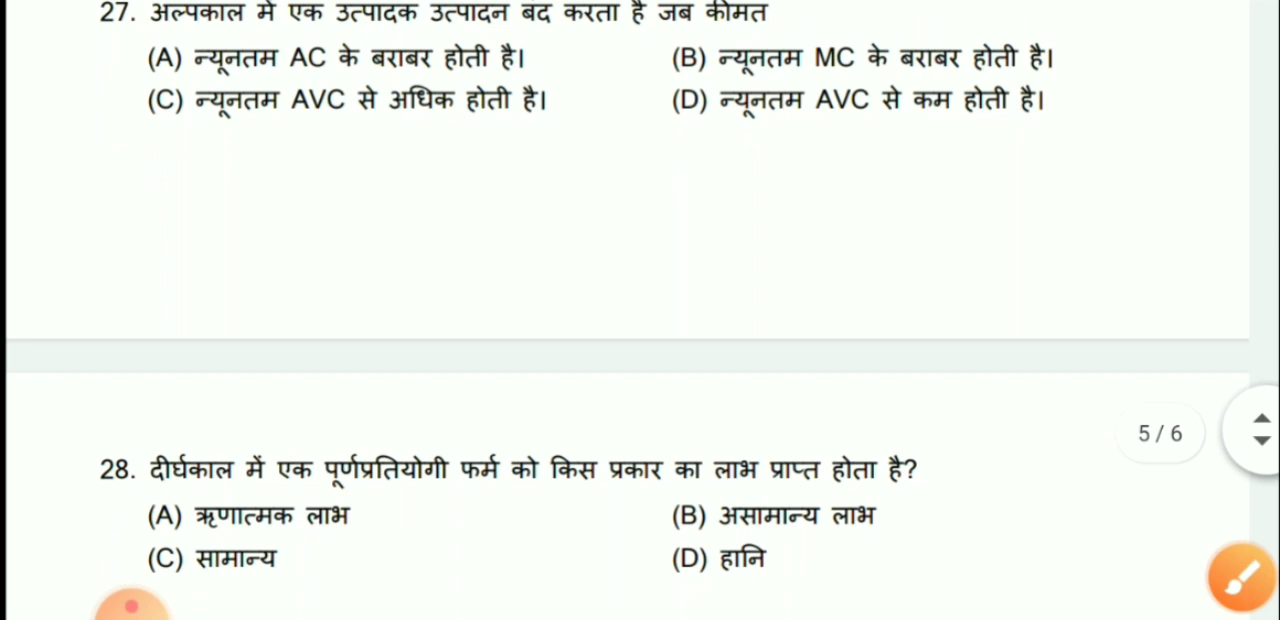 27. अल्पकाल में एक उत्पादक उत्पादन बंद करता है जब कीमत
(A) न्यूनतम AC के बराबर होती है। (B) न्यूनतम MC के बराबर होती है।
(C) न्यूनतम AVC से अधिक होती है। (D) न्यूनतम AVC से कम होती है।
5 / 6
28. दीर्घकाल में एक पूर्णप्रतियोगी फर्म को किस प्रकार का लाभ प्राप्त होता है?
(A) ऋणात्मक लाभ (B) असामान्य लाभ
(C) सामान्य (D) हानि